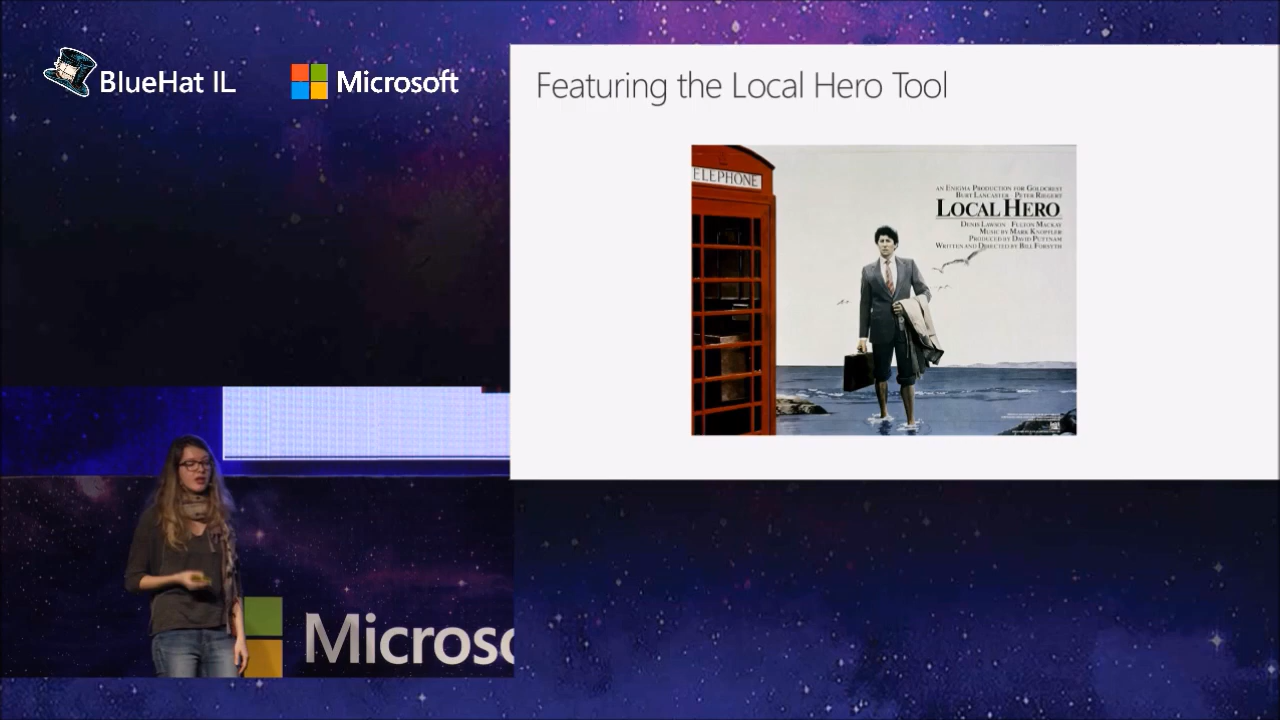 BlueHat IL
Microsoft
Featuring the Local Hero Tool
ELEPHONE
AN ENIGMA PRODUCTION FOR GOLDCREST
BURT LANCASTER PETER RIEGERT
LOCAL HERO
DENIS LAWSON FULTON MACKAY
MUSIC BY MARK KNOPFLER
PRODUCED BY DAVID PUTTNAM
WRITTEN AND DIRECTED BY BILL FORSYTH
Microso